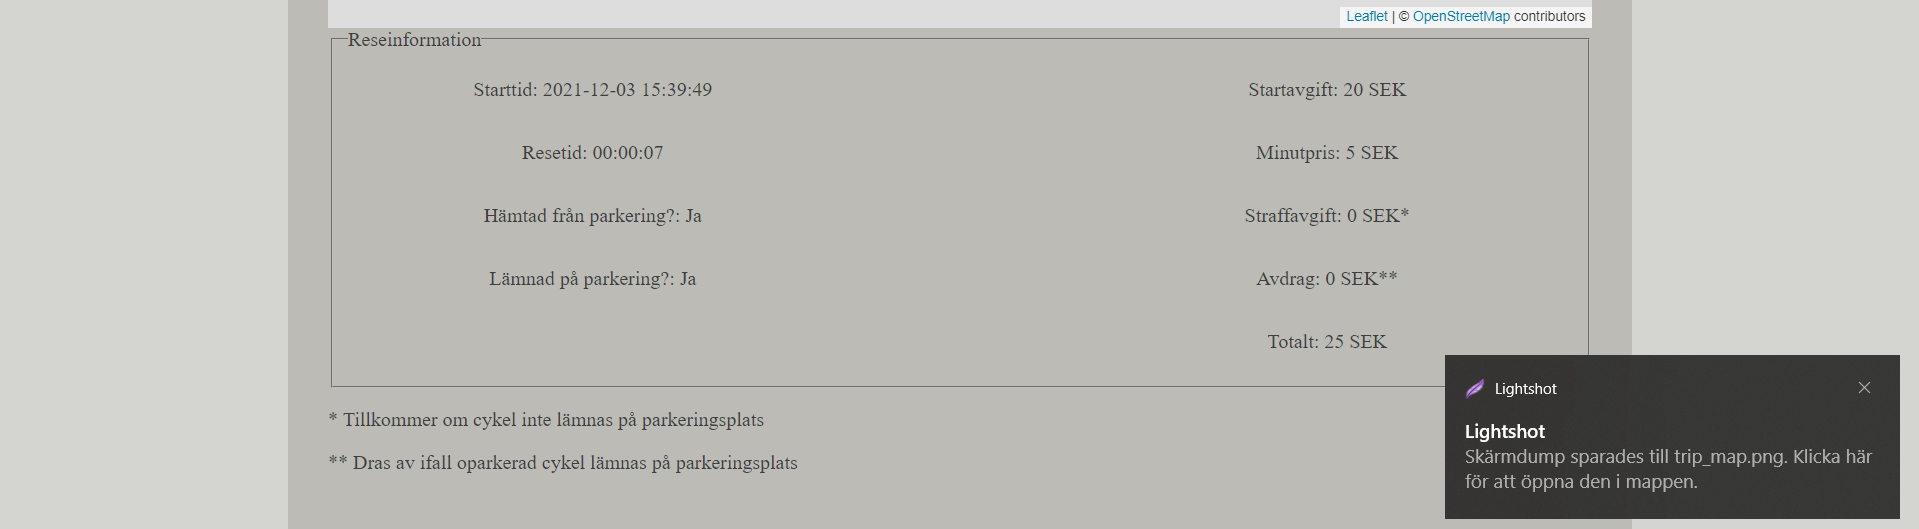 Leaflet | © OpenStreetMap contributors
Reseinformation
Starttid: 2021-12-03 15:39:49
Startavgift: 20 SEK
Resetid: 00:00:07
Minutpris: 5 SEK
Hämtad från parkering?: Ja
Straffavgift: 0 SEK*
Lämnad på parkering?: Ja
Avdrag: 0 SEK**
Totalt: 25 SEK
* Tillkommer om cykel inte lämnas på parkeringsplats
** Dras av ifall oparkerad cykel lämnas på parkeringsplats
Lightshot
Lightshot
Skärmdump sparades till trip_map.png. Klicka här
för att öppna den i mappen.